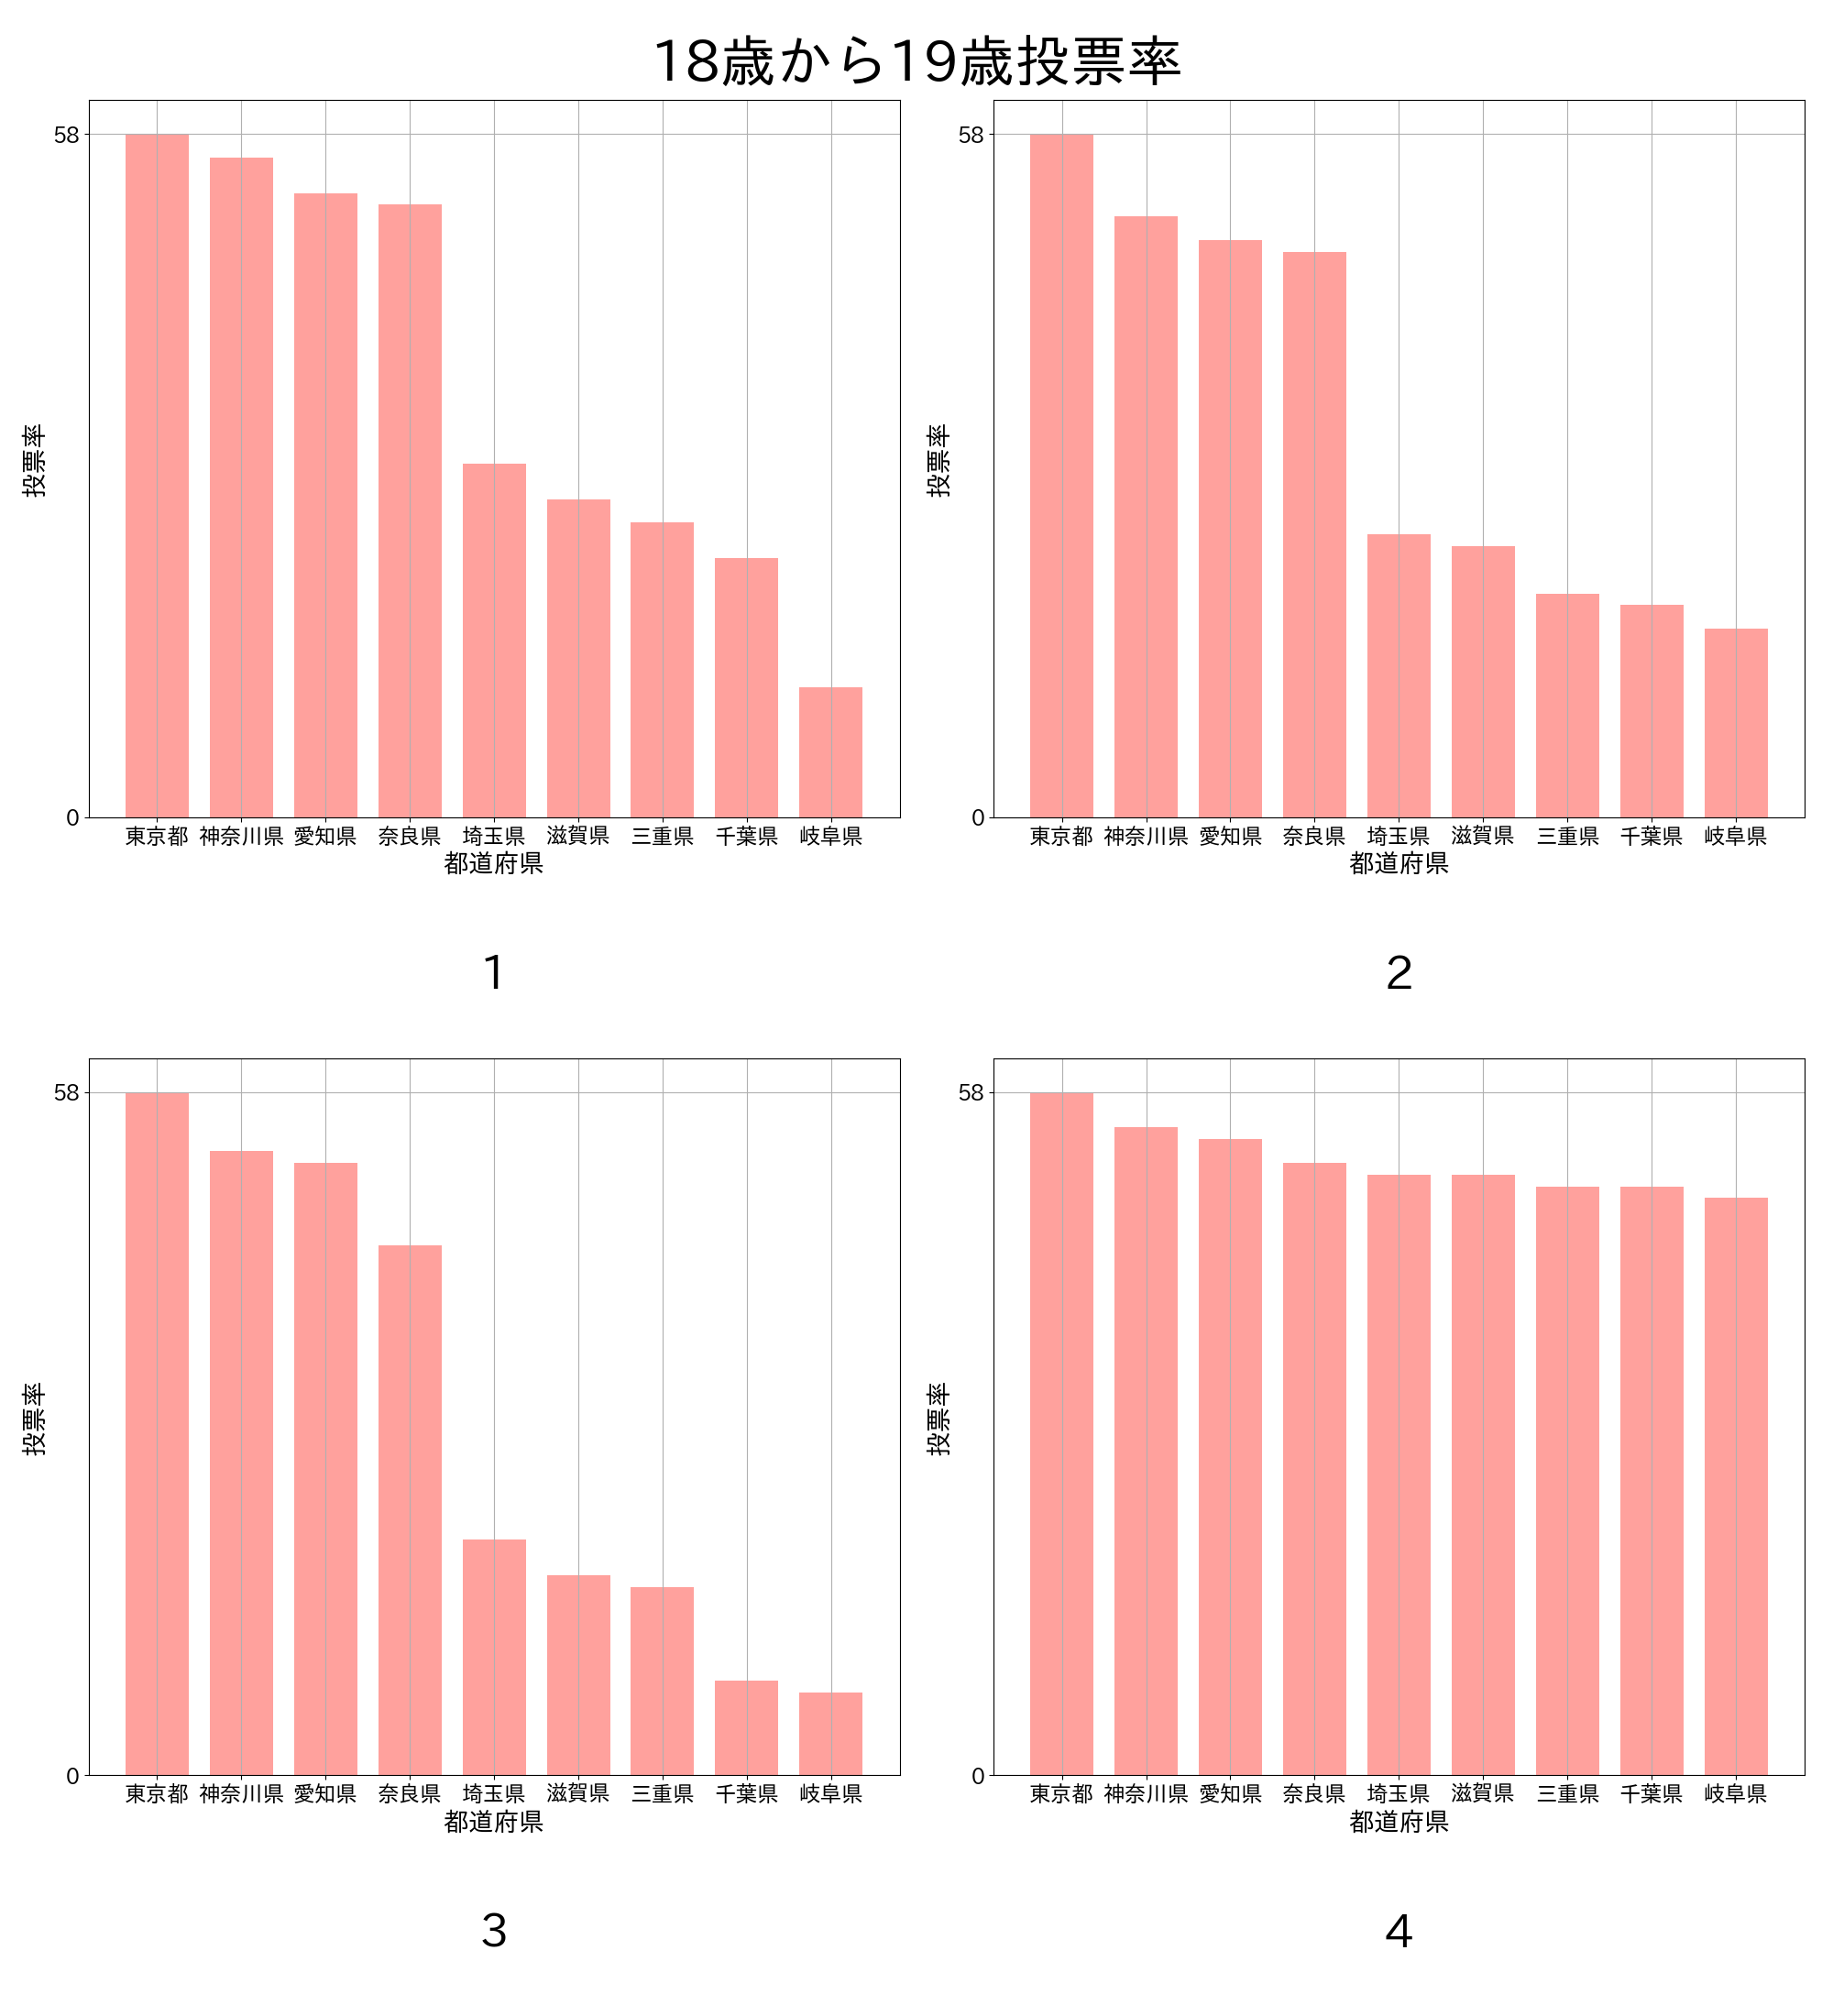 18歳から19歳投票率
58
0
投票率
東京都 神奈川県 愛知県 奈良県 埼玉県 滋賀県 三重県 千葉県 岐阜県
都道府県
1
58
0
投票率
東京都 神奈川県 愛知県 奈良県 埼玉県 滋賀県 三重県 千葉県 岐阜県
都道府県
2
58
0
投票率
東京都 神奈川県 愛知県 奈良県 埼玉県 滋賀県 三重県 千葉県 岐阜県
都道府県
3
58
0
投票率
東京都 神奈川県 愛知県 奈良県 埼玉県 滋賀県 三重県 千葉県 岐阜県
都道府県
4